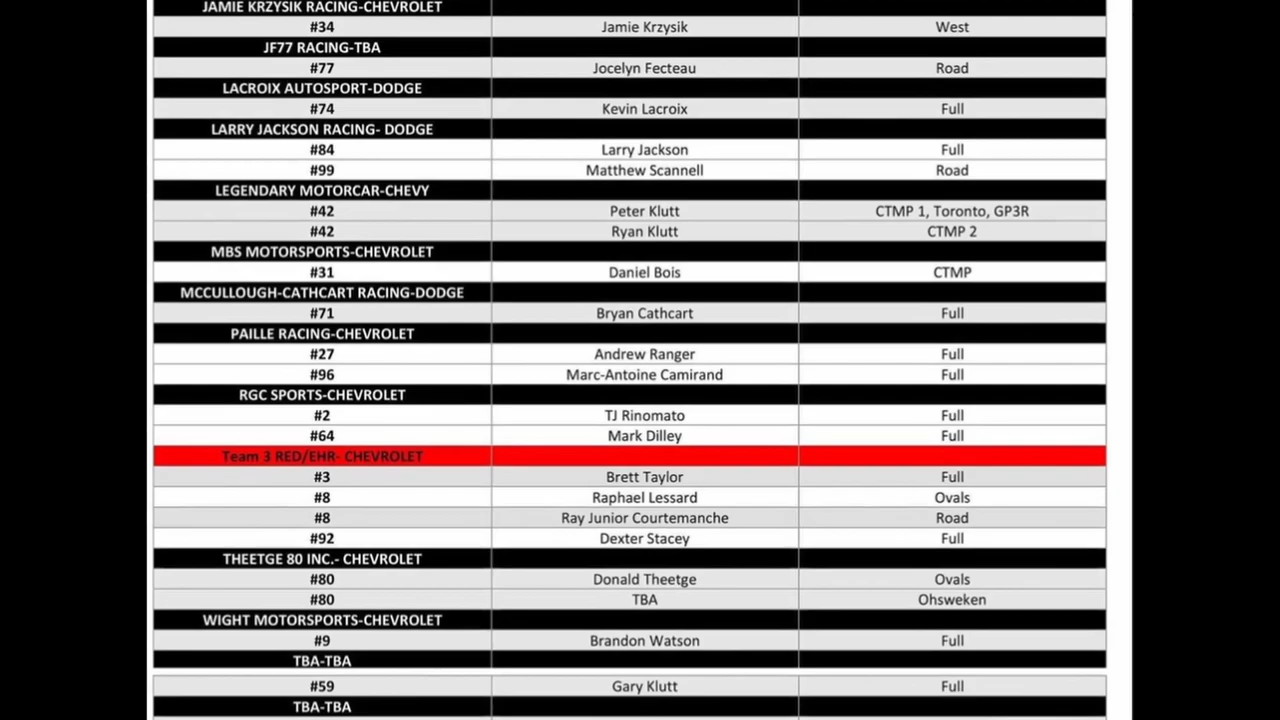 JAMIE KRZYSIK RACING-CHEVROLET
#34 Jamie Krzysik West
JF77 RACING-TBA
#77 Jocelyn Fecteau Road
LACROIX AUTOSPORT-DODGE
#74 Kevin Lacroix Full
LARRY JACKSON RACING- DODGE
#84 Larry Jackson Full
#99 Matthew Scannell Road
LEGENDARY MOTORCAR-CHEVY
#42 Peter Klutt CTMP 1, Toronto, GP3R
#42 Ryan Klutt CTMP 2
MBS MOTORSPORTS-CHEVROLET
#31 Daniel Bois CTMP
MCCULLOUGH-CATHCART RACING-DODGE
#71 Bryan Cathcart Full
PAILLE RACING-CHEVROLET
#27 Andrew Ranger Full
#96 Marc-Antoine Camirand Full
RGC SPORTS-CHEVROLET
#2 TJ Rinomato Full
#64 Mark Dilley Full
Team 3 RED/EHR- CHEVROLET
#3 Brett Taylor Full
#8 Raphael Lessard Ovals
#8 Ray Junior Courtemanche Road
#92 Dexter Stacey Full
THEETGE 80 INC.- CHEVROLET
#80 Donald Theetge Ovals
#80 TBA Ohsweken
WIGHT MOTORSPORTS-CHEVROLET
#9 Brandon Watson Full
TBA-TBA
#59 Gary Klutt Full
TBA-TBA